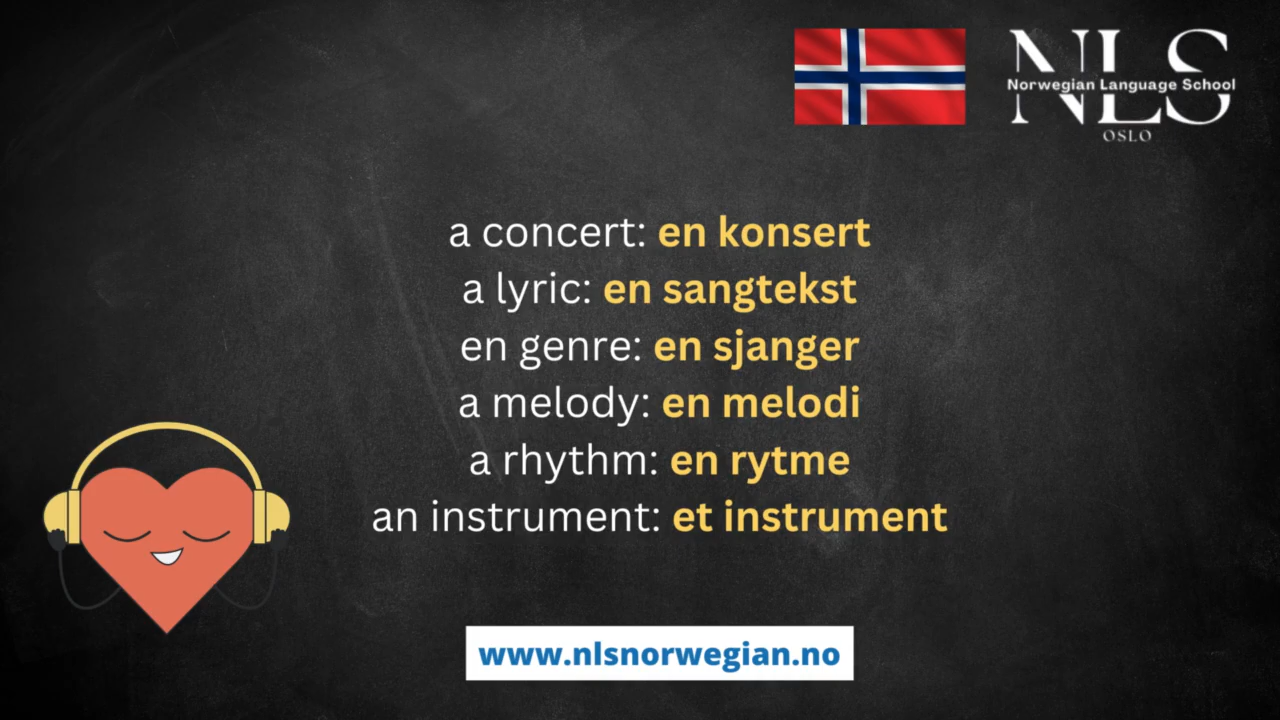 NLS
Norwegian Language School
OSLO
a concert: en konsert
a lyric: en sangtekst
en genre: en sjanger
a melody: en melodi
a rhythm: en rytme
an instrument: et instrument
www.nlsnorwegian.no